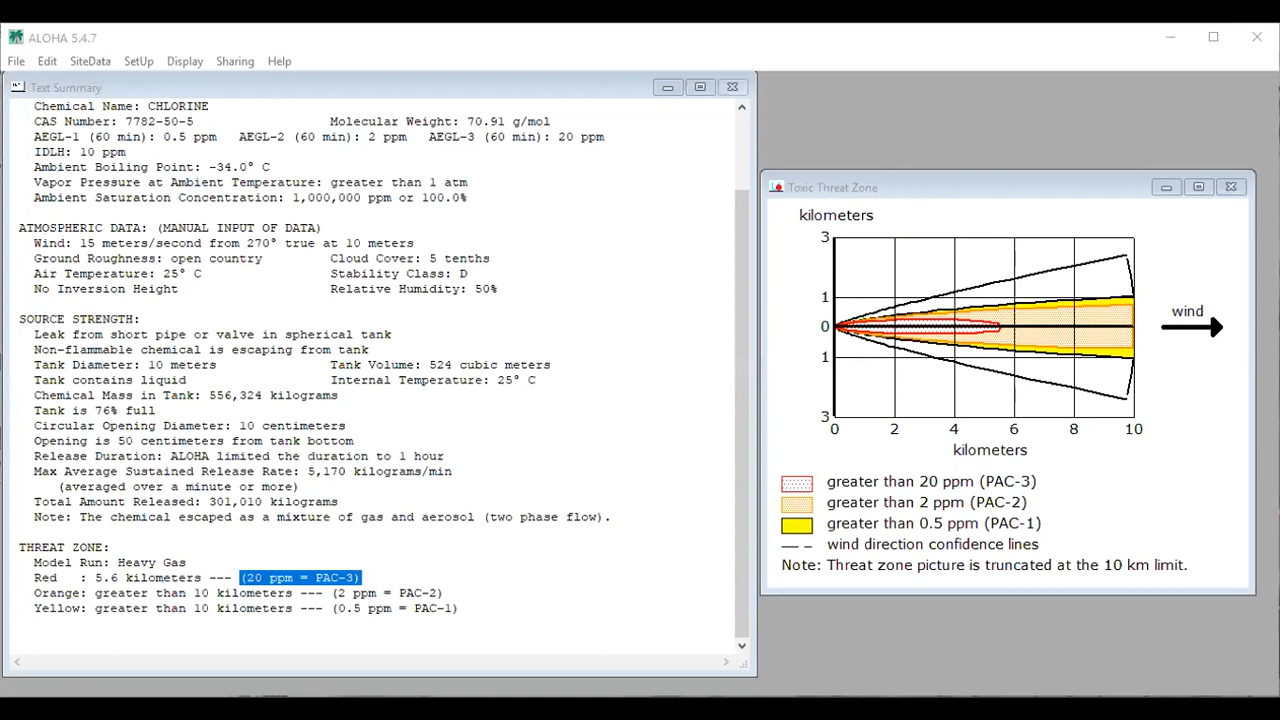 ALOHA 5.4.7
File Edit SiteData SetUp Display Sharing Help
Text Summary
Chemical Name: CHLORINE
CAS Number: 7782-50-5 Molecular Weight: 70.91 g/mol
AEGL-1 (60 min): 0.5 ppm AEGL-2 (60 min): 2 ppm AEGL-3 (60 min): 20 ppm
IDLH: 10 ppm
Ambient Boiling Point: -34.0° C
Vapor Pressure at Ambient Temperature: greater than 1 atm
Ambient Saturation Concentration: 1,000,000 ppm or 100.0%
ATMOSPHERIC DATA: (MANUAL INPUT OF DATA)
Wind: 15 meters/second from 270° true at 10 meters
Ground Roughness: open country Cloud Cover: 5 tenths
Air Temperature: 25° C Stability Class: D
No Inversion Height Relative Humidity: 50%
SOURCE STRENGTH:
Leak from short pipe or valve in spherical tank
Non-flammable chemical is escaping from tank
Tank Diameter: 10 meters Tank Volume: 524 cubic meters
Tank contains liquid Internal Temperature: 25° C
Chemical Mass in Tank: 556,324 kilograms
Tank is 76% full
Circular Opening Diameter: 10 centimeters
Opening is 50 centimeters from tank bottom
Release Duration: ALOHA limited the duration to 1 hour
Max Average Sustained Release Rate: 5,170 kilograms/min
(averaged over a minute or more)
Total Amount Released: 301,010 kilograms
Note: The chemical escaped as a mixture of gas and aerosol (two phase flow).
THREAT ZONE:
Model Run: Heavy Gas
Red : 5.6 kilometers --- (20 ppm = PAC-3)
Orange: greater than 10 kilometers --- (2 ppm = PAC-2)
Yellow: greater than 10 kilometers --- (0.5 ppm = PAC-1)
Toxic Threat Zone
kilometers
3
1
0
1
3
0 2 4 6 8 10
kilometers
wind
greater than 20 ppm (PAC-3)
greater than 2 ppm (PAC-2)
greater than 0.5 ppm (PAC-1)
wind direction confidence lines
Note: Threat zone picture is truncated at the 10 km limit.